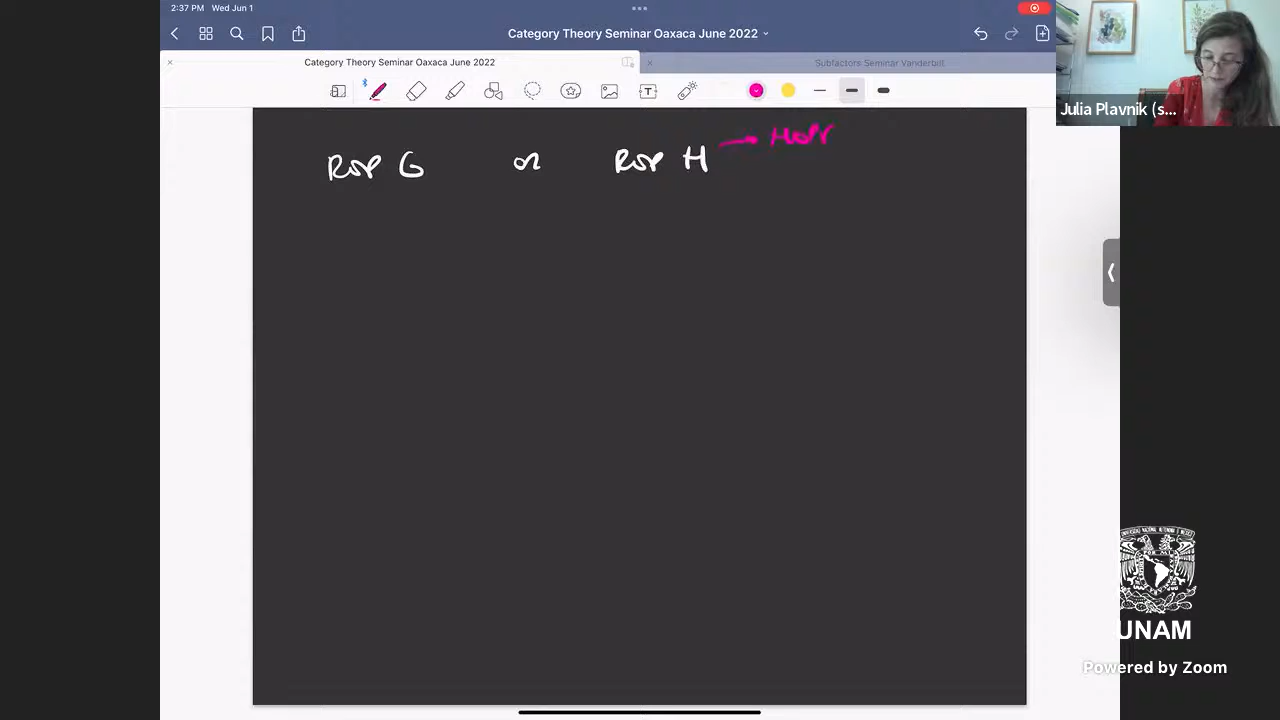 2:37 PM Wed Jun 1
Category Theory Seminar Oaxaca June 2022
Category Theory Seminar Oaxaca June 2022
Subfactors Seminar Vanderbilt
Julia Plavnik (s...
Rep G or Rep H → Hopf
UNAM
Powered by Zoom